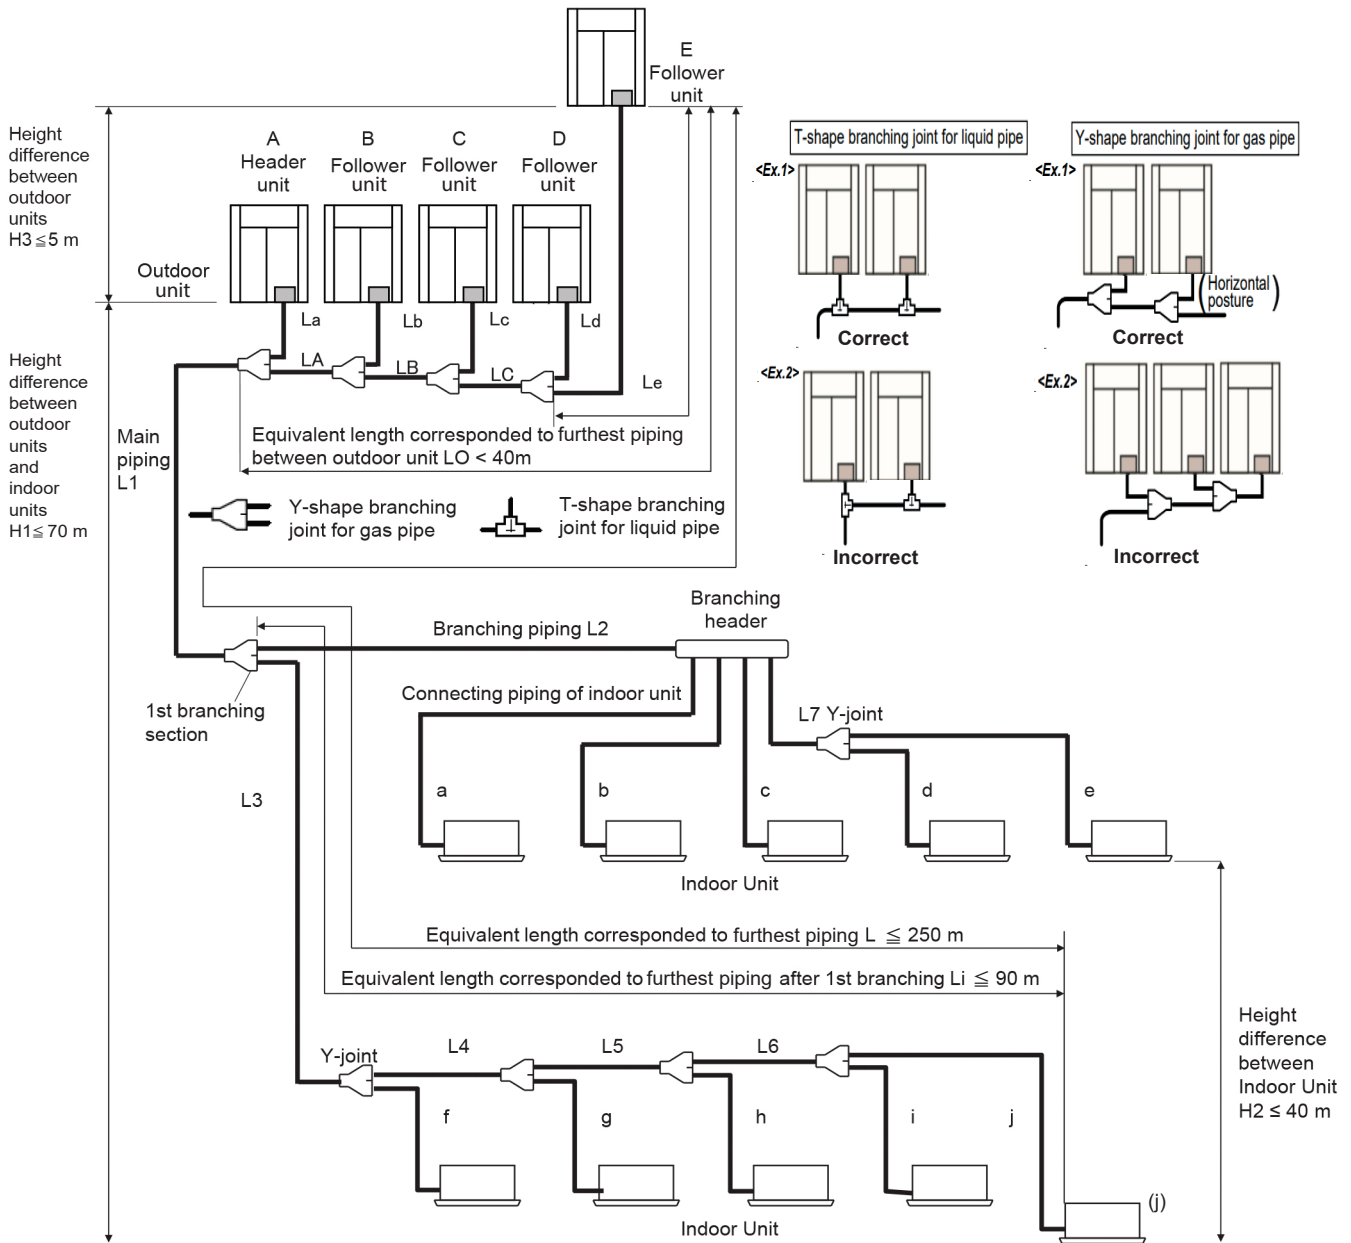 E
Follower
unit
Height
difference
between
outdoor
units
H3≦5 m
A
Header
unit
B
Follower
unit
C
Follower
unit
D
Follower
unit
Outdoor
unit
La
Lb
Lc
Ld
LA
LB
LC
Le
Height
difference
between
outdoor
units
and
indoor
units
H1≦70 m
Main
piping
L1
Equivalent length corresponded to furthest piping
between outdoor unit LO < 40m
Y-shape branching
joint for gas pipe
T-shape branching
joint for liquid pipe
T-shape branching joint for liquid pipe
<Ex.1>
Correct
<Ex.2>
Incorrect
Y-shape branching joint for gas pipe
<Ex.1>
(Horizontal
posture)
Correct
<Ex.2>
Incorrect
Branching
header
Branching piping L2
Connecting piping of indoor unit
1st branching
section
L7 Y-joint
L3
a
b
c
d
e
Indoor Unit
Equivalent length corresponded to furthest piping L ≦ 250 m
Equivalent length corresponded to furthest piping after 1st branching Li ≦ 90 m
Height
difference
between
Indoor Unit
H2 ≤ 40 m
Y-joint
L4
L5
L6
f
g
h
i
j
(j)
Indoor Unit